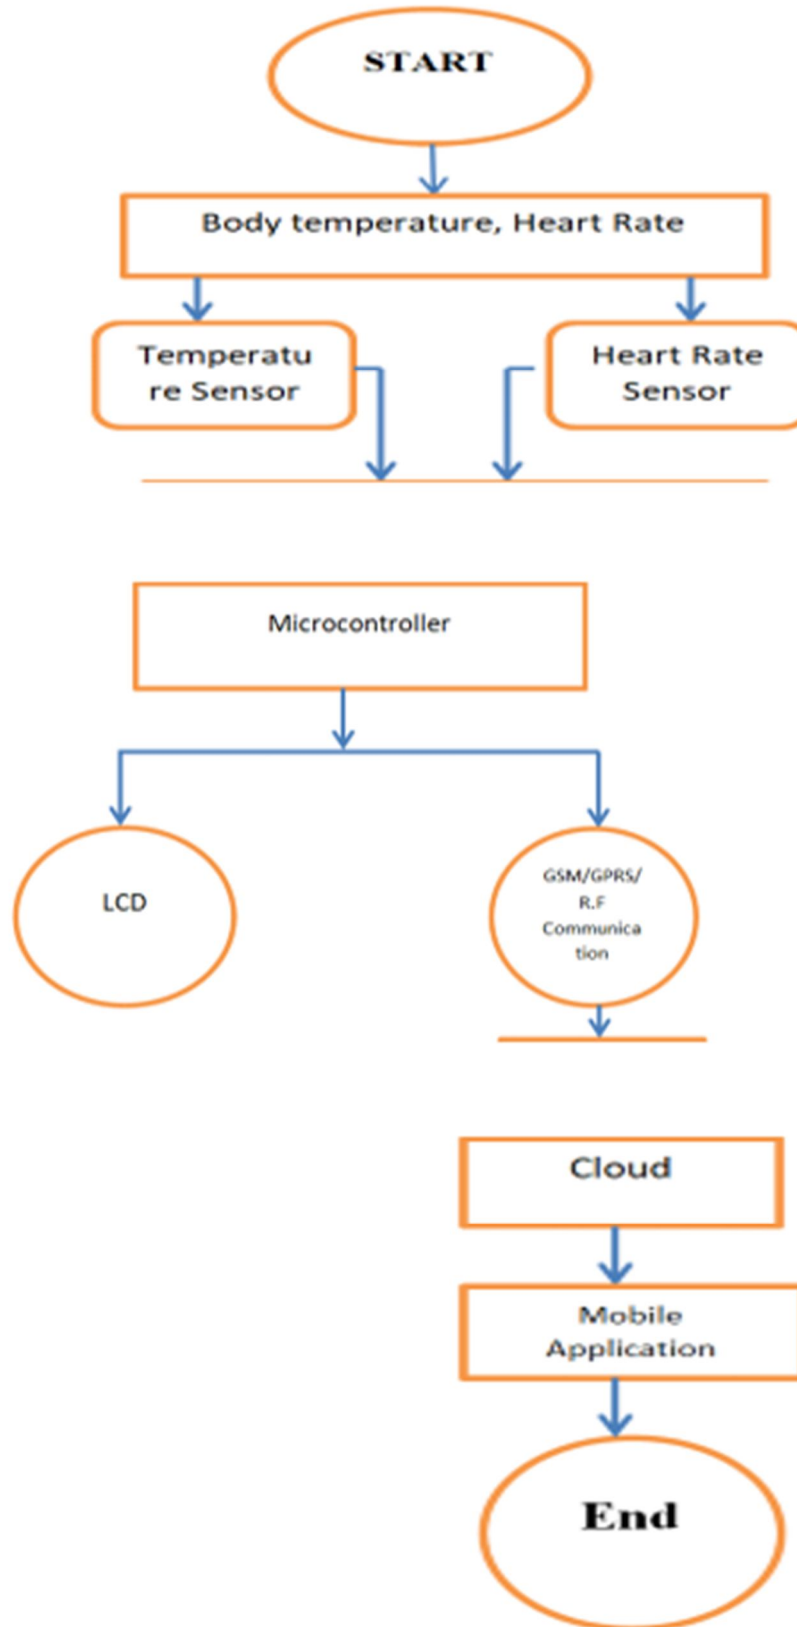 START
Body temperature, Heart Rate
Temperatu
re Sensor
Heart Rate
Sensor
Microcontroller
LCD
GSM/GPRS/
R.F
Communica
tion
Cloud
Mobile
Application
End